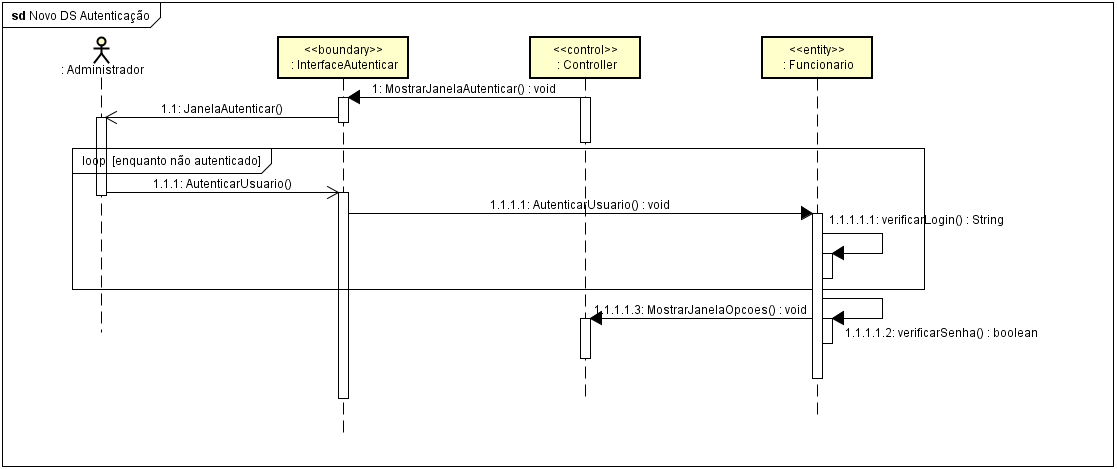 sd Novo DS Autenticação
: Administrador
<<boundary>>
: InterfaceAutenticar
<<control>>
: Controller
<<entity>>
: Funcionario
1: MostrarJanelaAutenticar() : void
1.1: JanelaAutenticar()
loop [enquanto não autenticado]
1.1.1: AutenticarUsuario()
1.1.1.1: AutenticarUsuario() : void
1.1.1.1.1: verificarLogin() : String
1.1.1.1.3: MostrarJanelaOpcoes() : void
1.1.1.1.2: verificarSenha() : boolean